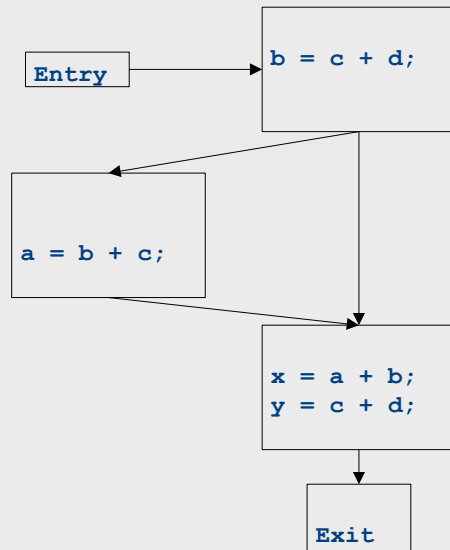 Entry
b = c + d;
a = b + c;
x = a + b;
y = c + d;
Exit